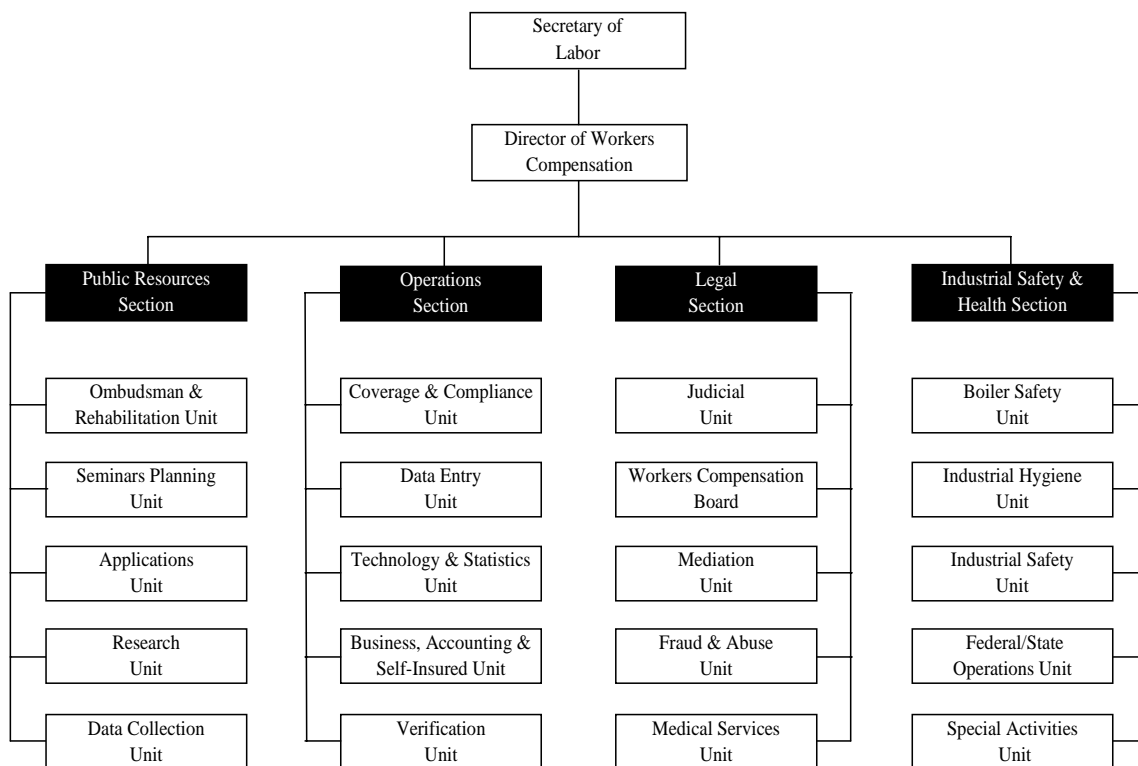 Secretary of
Labor
Director of Workers
Compensation
Public Resources
Section
Operations
Section
Legal
Section
Industrial Safety &
Health Section
Ombudsman &
Rehabilitation Unit
Coverage & Compliance
Unit
Judicial
Unit
Boiler Safety
Unit
Seminars Planning
Unit
Data Entry
Unit
Workers Compensation
Board
Industrial Hygiene
Unit
Applications
Unit
Technology & Statistics
Unit
Mediation
Unit
Industrial Safety
Unit
Research
Unit
Business, Accounting &
Self-Insured Unit
Fraud & Abuse
Unit
Federal/State
Operations Unit
Data Collection
Unit
Verification
Unit
Medical Services
Unit
Special Activities
Unit